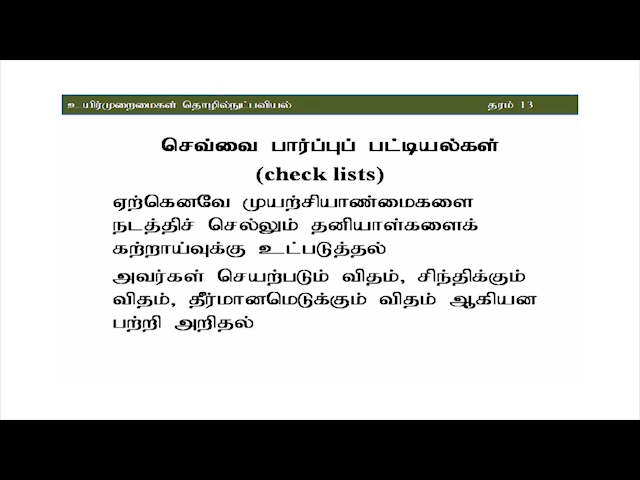 உயிர்முறைமைகள் தொழில்நுட்பவியல் தரம் 13
செவ்வை பார்ப்புப் பட்டியல்கள்
(check lists)
ஏற்கெனவே முயற்சியாண்மைகளை
நடத்திச் செல்லும் தனியாள்களைக்
கற்றாய்வுக்கு உட்படுத்தல்
அவர்கள் செயற்படும் விதம், சிந்திக்கும்
விதம், தீர்மானமெடுக்கும் விதம் ஆகியன
பற்றி அறிதல்